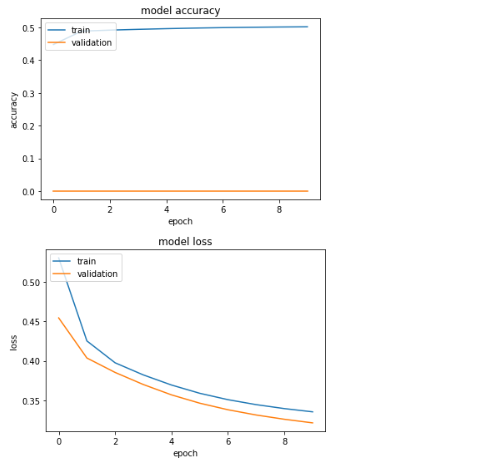 model accuracy
train
validation
0.5
0.4
0.3
0.2
0.1
0.0
accuracy
0 2 4 6 8
epoch
model loss
train
validation
0.50
0.45
0.40
0.35
loss
0 2 4 6 8
epoch